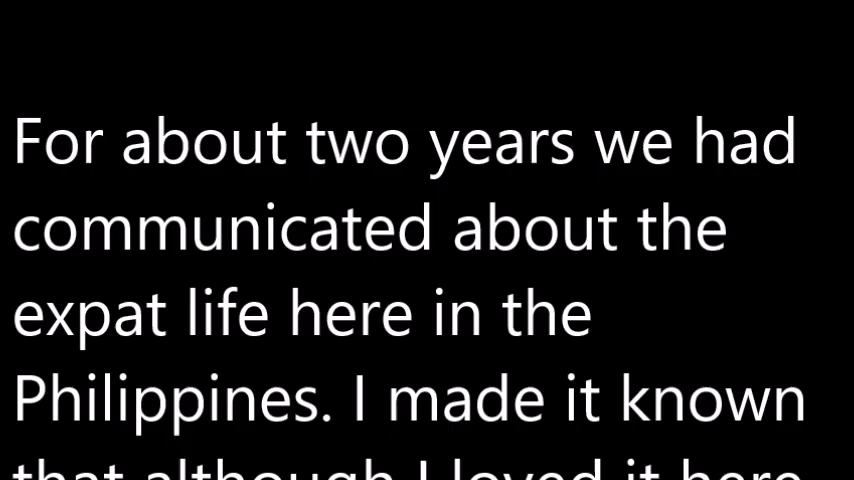 For about two years we had
communicated about the
expat life here in the
Philippines. I made it known
that although I loved it here